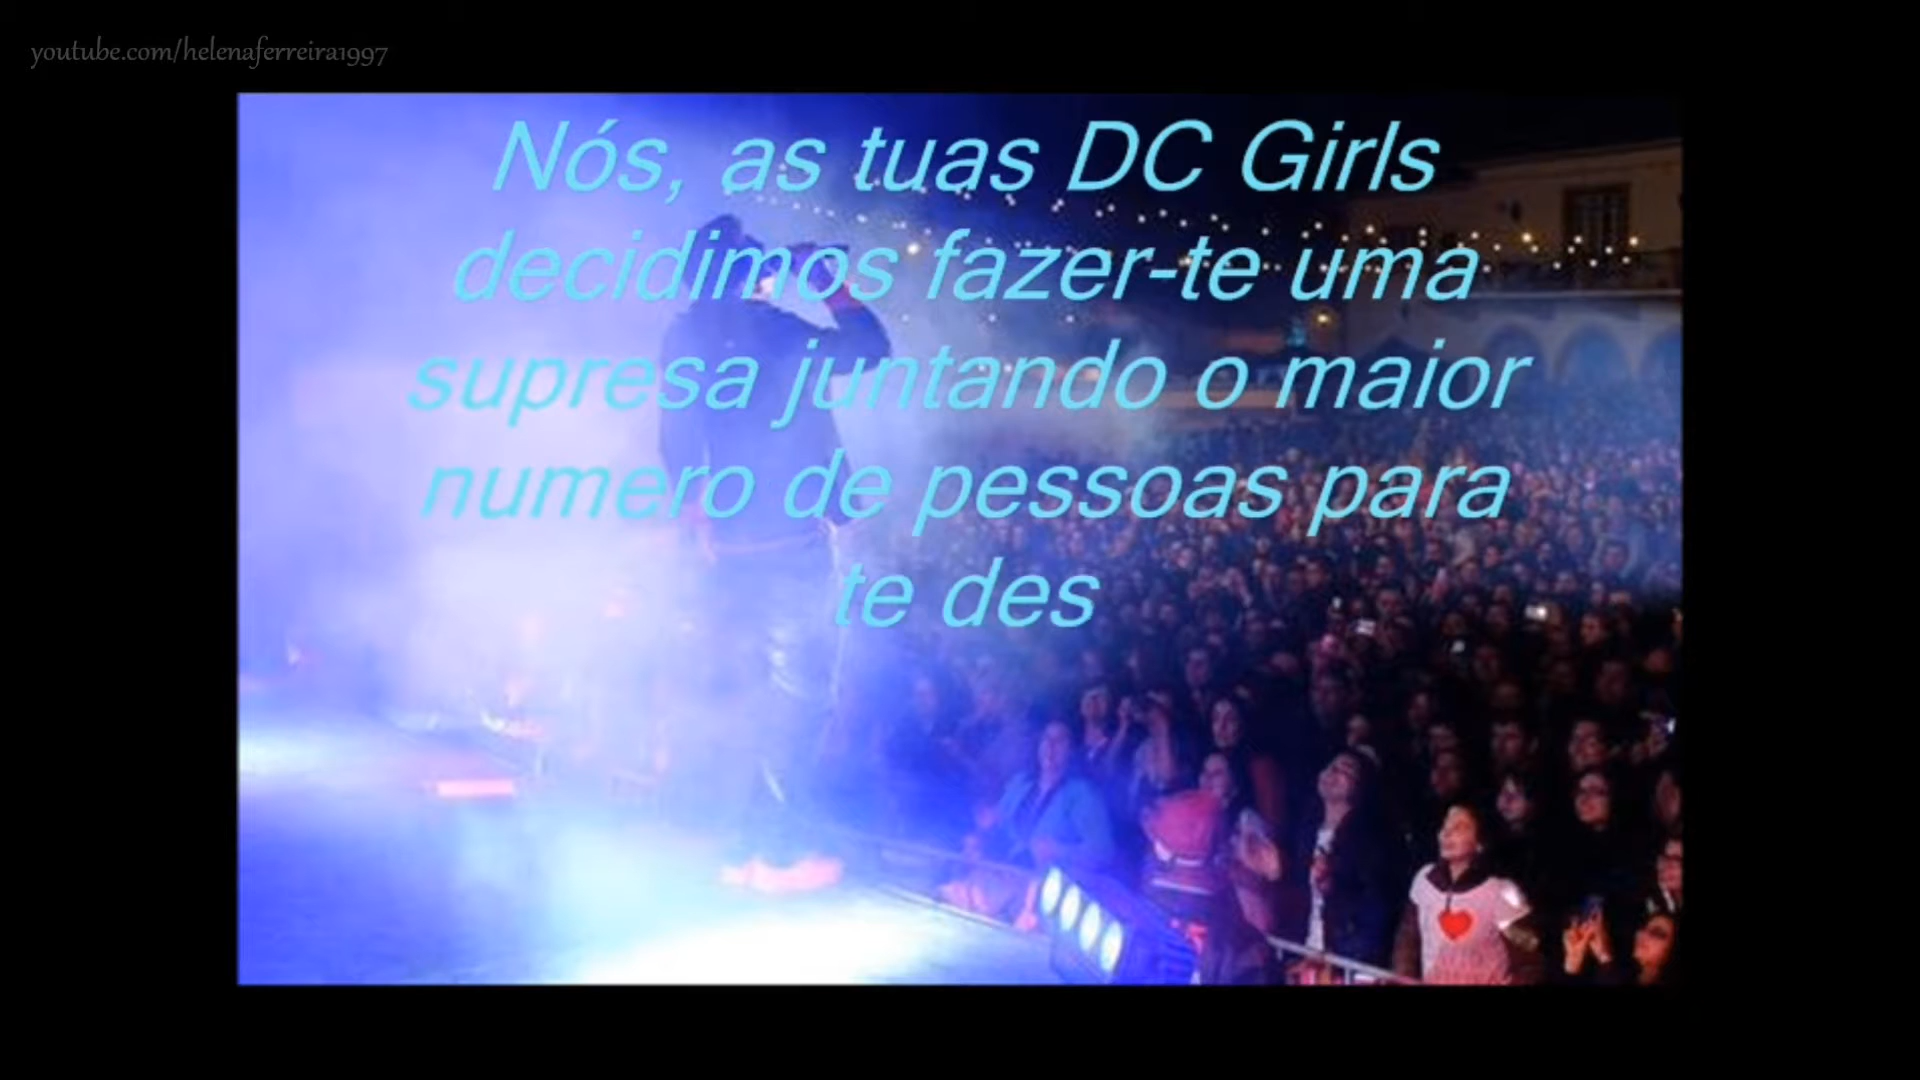 youtube.com/helenaferreira1997
Nós, as tuas DC Girls
decidimos fazer-te uma
supresa juntando o maior
numero de pessoas para
te des